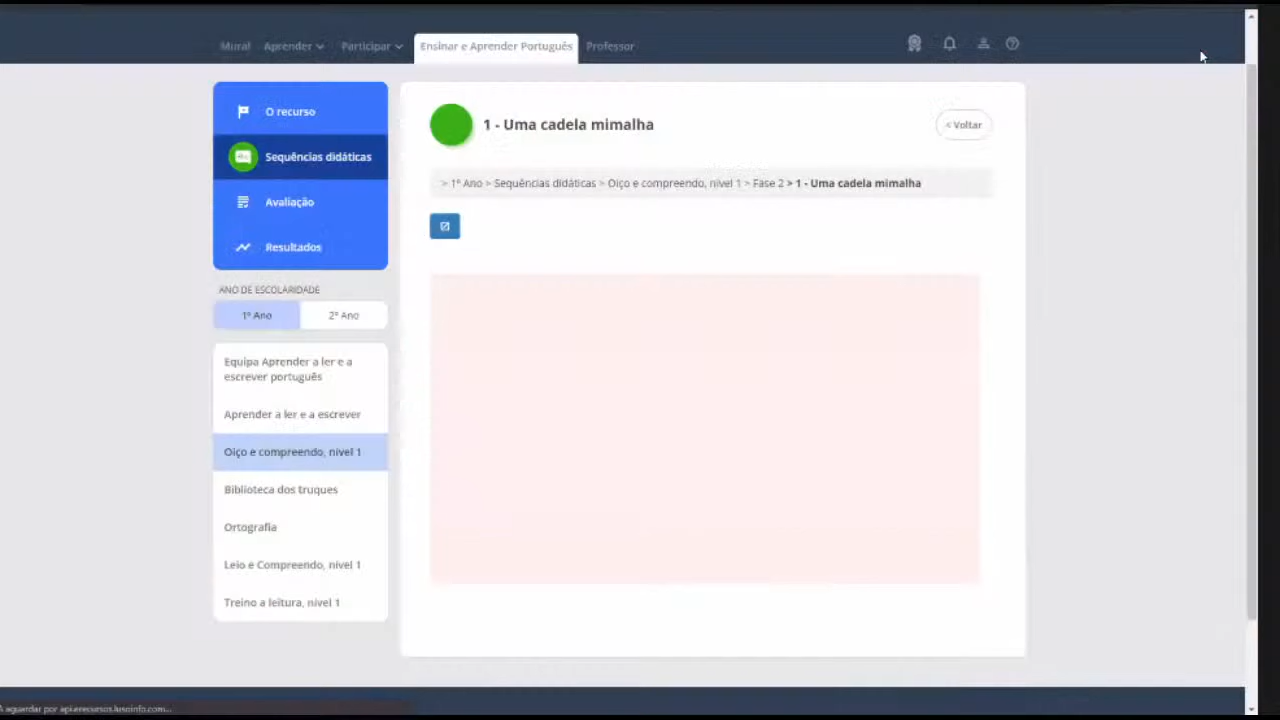 Mural Aprender Participar Ensinar e Aprender Português Professor
O recurso
Sequências didáticas
Avaliação
Resultados
ANO DE ESCOLARIDADE
1º Ano 2º Ano
Equipa Aprender a ler e a
escrever português
Aprender a ler e a escrever
Oiço e compreendo, nível 1
Biblioteca dos truques
Ortografia
Leio e Compreendo, nível 1
Treino a leitura, nível 1
1 - Uma cadela mimalha
< Voltar
> 1º Ano > Sequências didáticas > Oiço e compreendo, nível 1 > Fase 2 > 1 - Uma cadela mimalha
A aguardar por